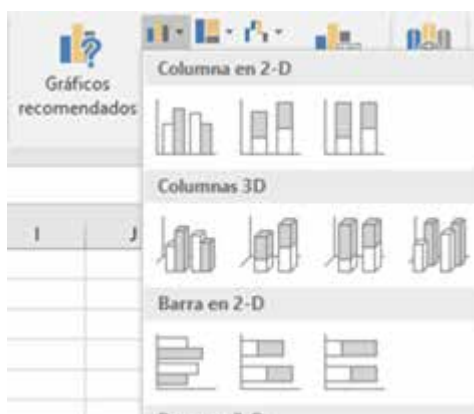 Gráficos
recomendados
Columna en 2-D
Columnas 3D
I J
Barra en 2-D